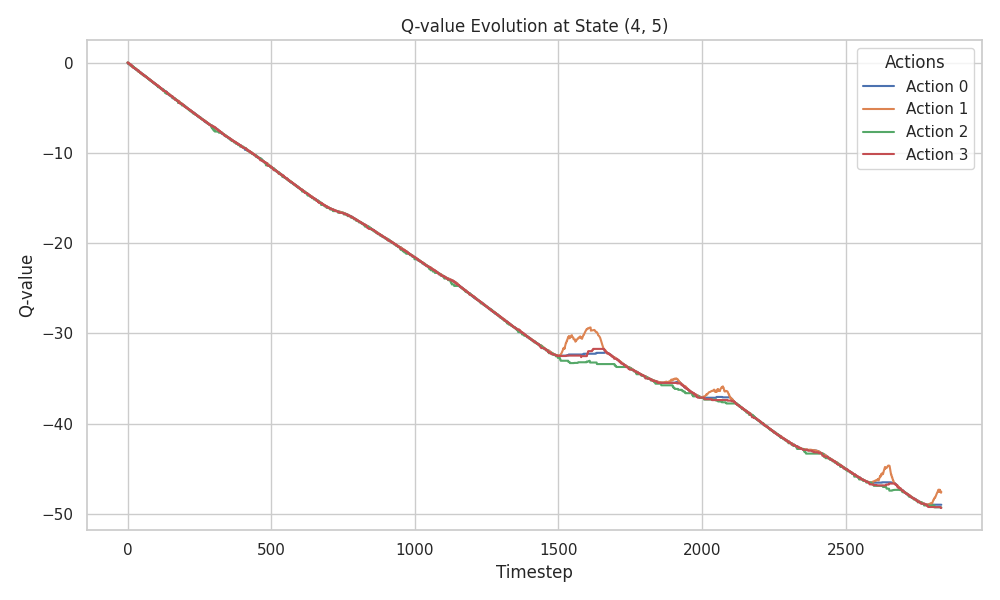 Q-value Evolution at State (4, 5)
Actions
Action 0
Action 1
Action 2
Action 3
Q-value
0
−10
−20
−30
−40
−50
0 500 1000 1500 2000 2500
Timestep